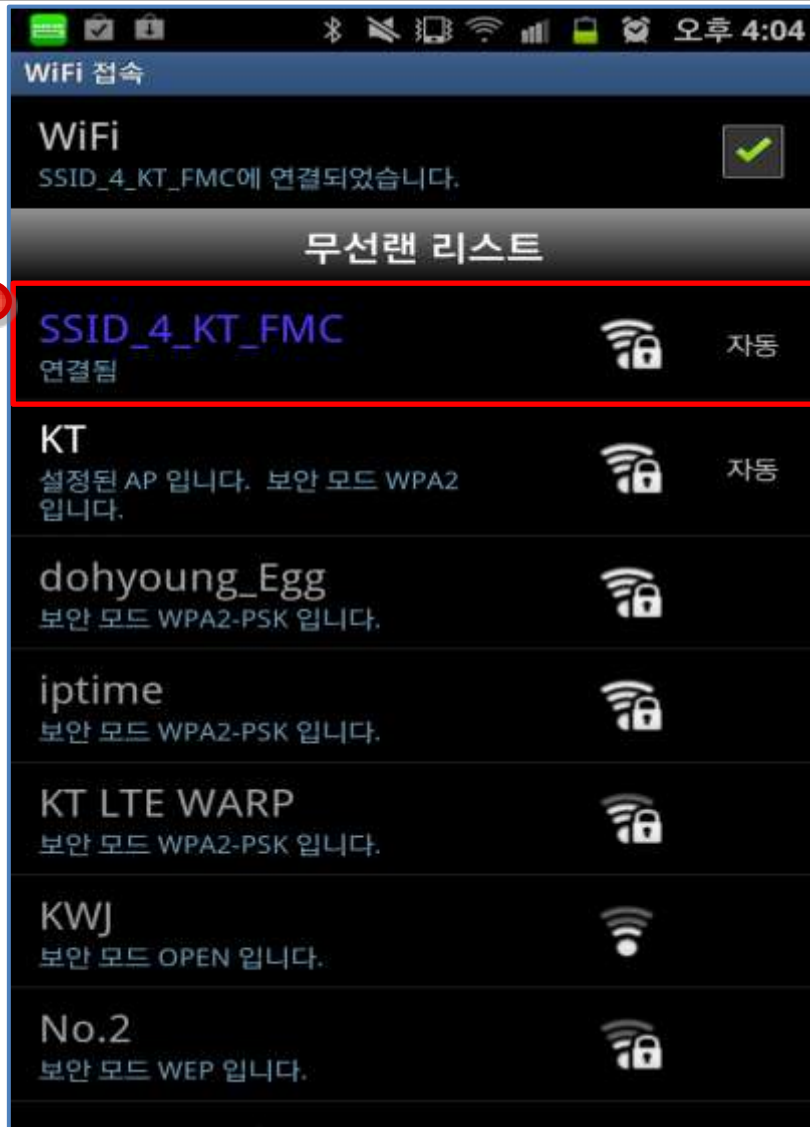 오후 4:04
WiFi 접속
WiFi
SSID_4_KT_FMC에 연결되었습니다.
무선랜 리스트
SSID_4_KT_FMC
자동
연결됨
KT
설정된 AP 입니다. 보안 모드 WPA2
입니다.
자동
dohyoung_Egg
보안 모드 WPA2-PSK 입니다.
iptime
보안 모드 WPA2-PSK 입니다.
KT LTE WARP
보안 모드 WPA2-PSK 입니다.
KWJ
보안 모드 OPEN 입니다.
No.2
보안 모드 WEP 입니다.